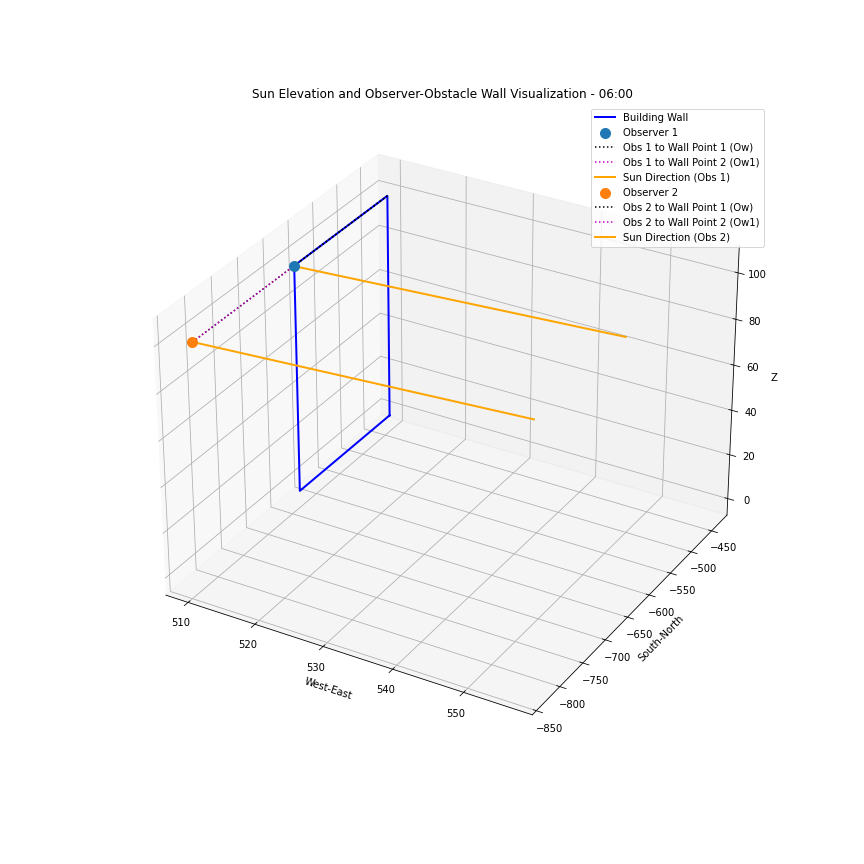 Sun Elevation and Observer-Obstacle Wall Visualization - 06:00
Building Wall
Observer 1
Obs 1 to Wall Point 1 (Ow)
Obs 1 to Wall Point 2 (Ow1)
Sun Direction (Obs 1)
Observer 2
Obs 2 to Wall Point 1 (Ow)
Obs 2 to Wall Point 2 (Ow1)
Sun Direction (Obs 2)
100
80
60
40
20
0
Z
−450
−500
−550
−600
−650
−700
−750
−800
−850
South-North
510
520
530
540
550
West-East